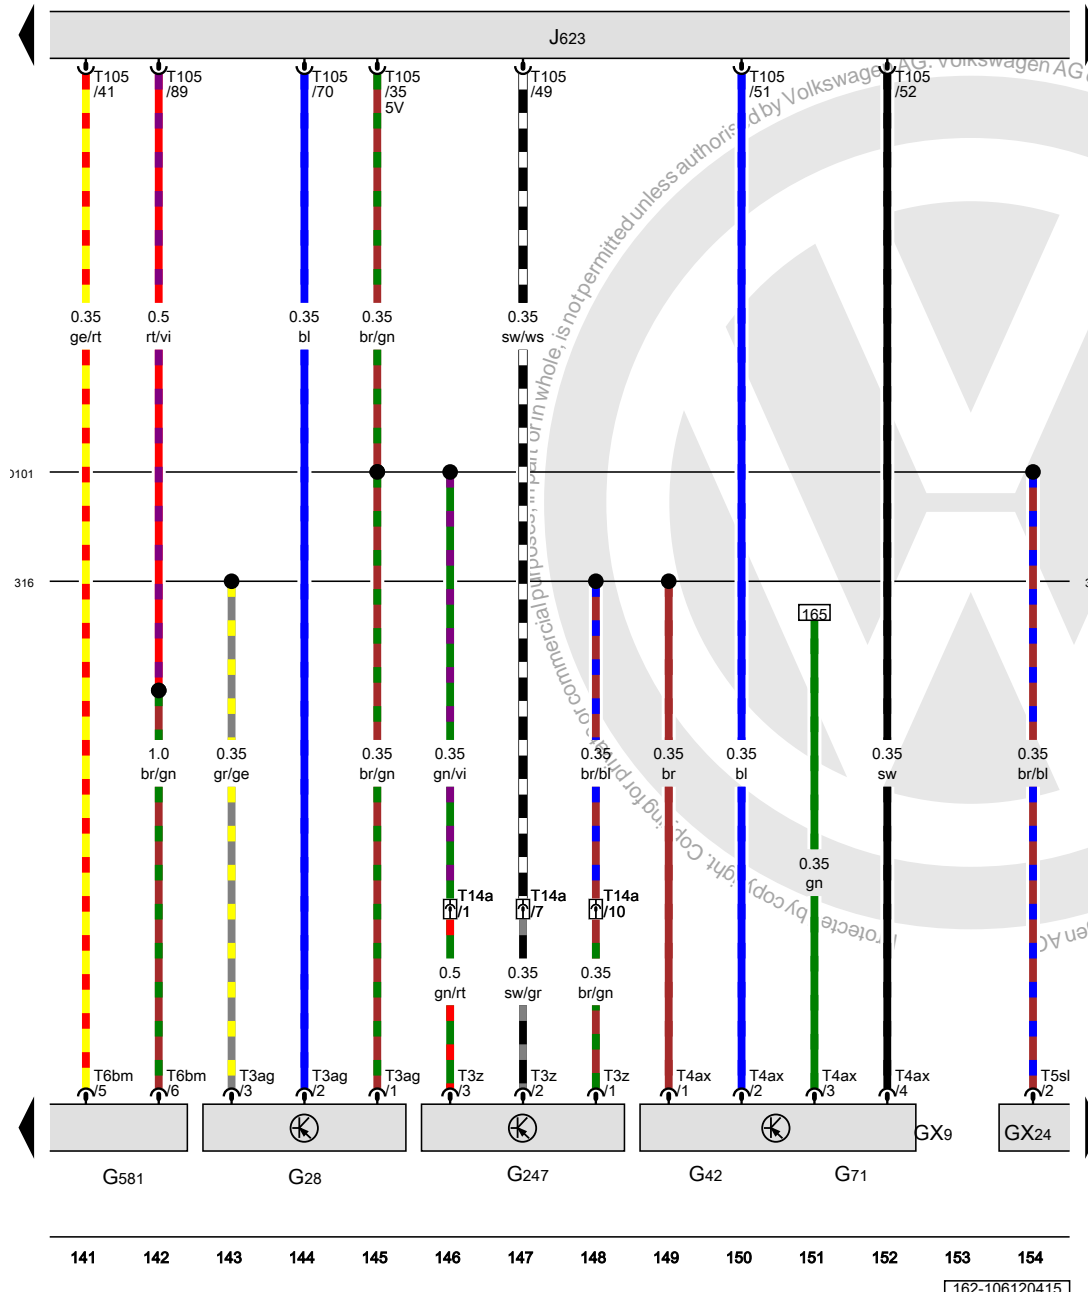 J623
T105 T105 T105 T105 T105 T105 T105
/41 /89 /70 /35 /49 /51 /52
5V
0.35 0.5 0.35 0.35 0.35
ge/rt rt/vi bl br/gn sw/ws
316
165
1.0 0.35 0.35 0.35 0.35 0.35 0.35 0.35 0.35
br/gn gr/ge br/gn gn/vi br/bl br bl sw br/bl
0.35
gn
T14a T14a T14a
/1 /7 /10
0.5 0.35 0.35
gn/rt sw/gr br/gn
T6bm T6bm T3ag T3ag T3ag T3z T3z T3z T4ax T4ax T4ax T4ax T5sl
/5 /6 /3 /2 /1 /3 /2 /1 /1 /2 /3 /4 /2
GX9 GX24
G581 G28 G247 G42 G71
141 142 143 144 145 146 147 148 149 150 151 152 153 154
162-106120415